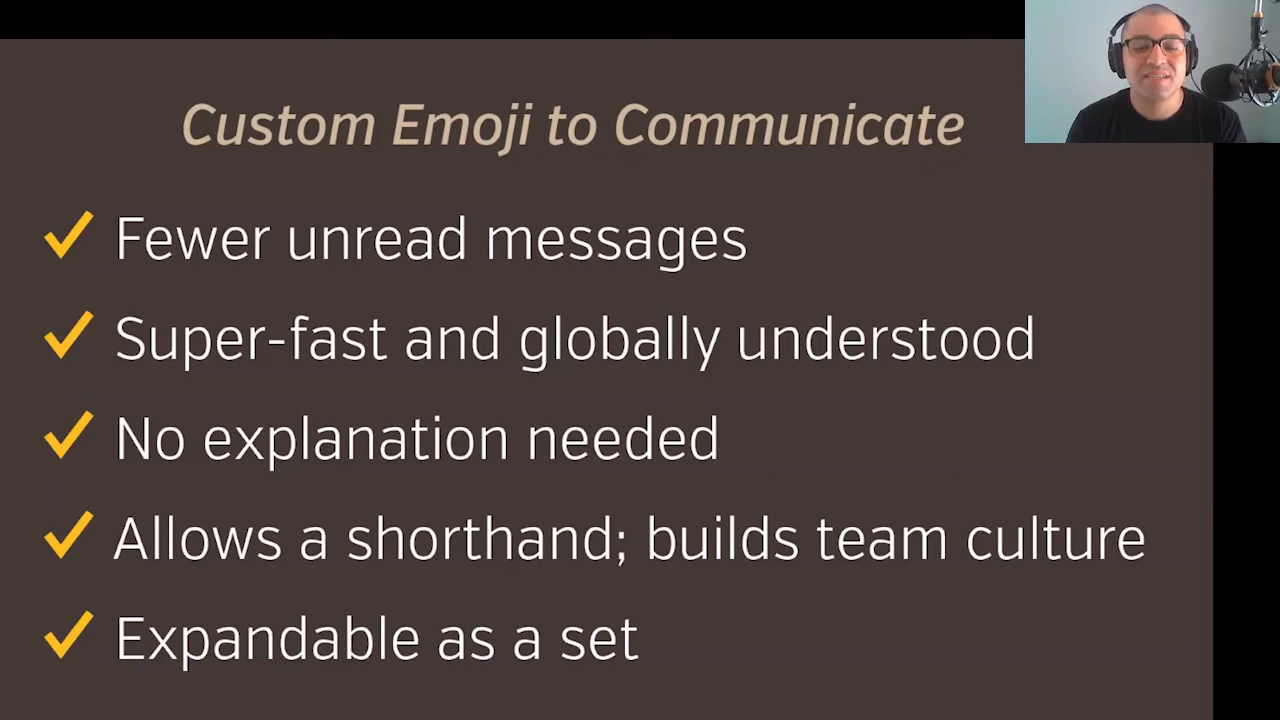 Custom Emoji to Communicate
Fewer unread messages
Super-fast and globally understood
No explanation needed
Allows a shorthand; builds team culture
Expandable as a set